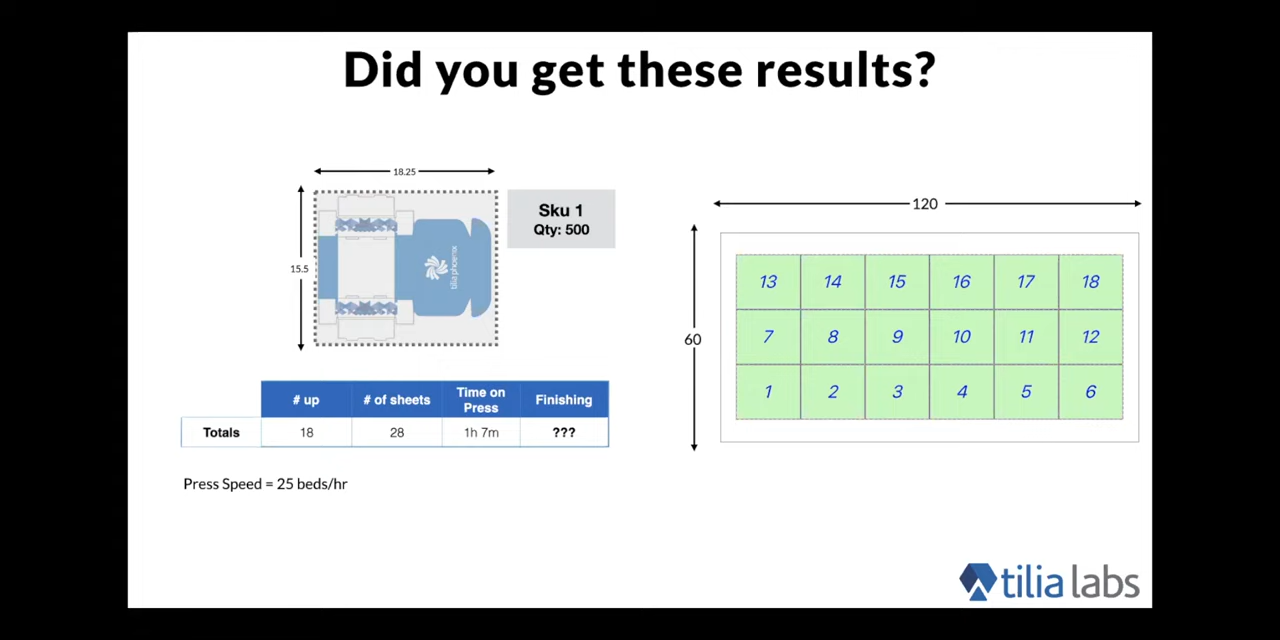 Did you get these results?
18.25
15.5
tilia phoenix
Sku 1
Qty: 500
120
60
13 14 15 16 17 18
7 8 9 10 11 12
1 2 3 4 5 6
# up # of sheets Time on Press Finishing
Totals 18 28 1h 7m ???
Press Speed = 25 beds/hr
tilia labs